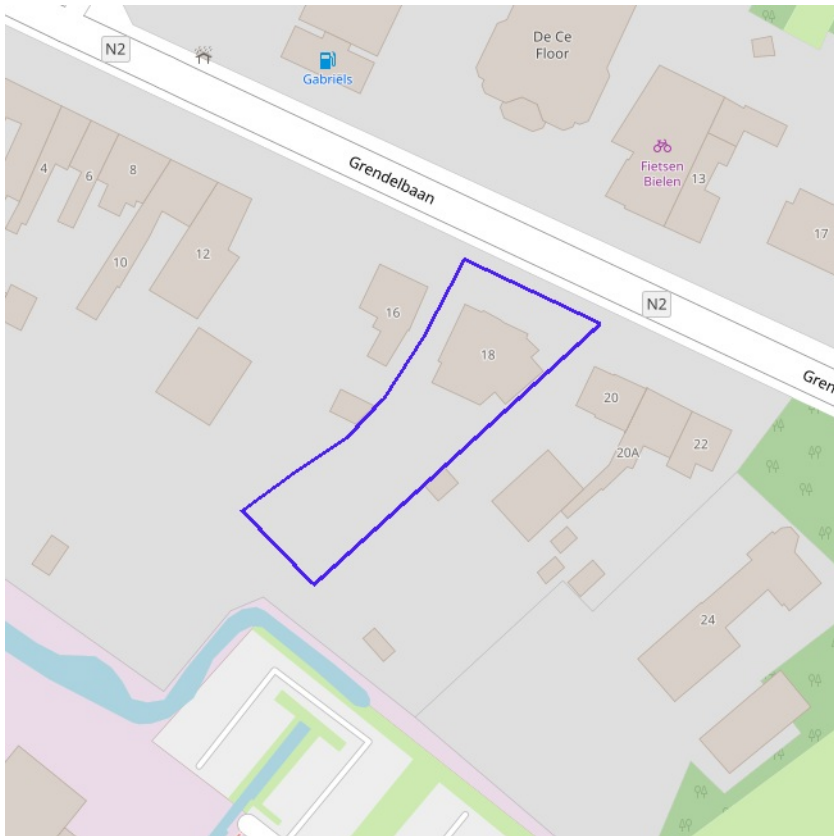 N2
Gabriëls
De Ce
Floor
Fietsen
Bielen
13
17
Grendelbaan
4
6
8
10
12
16
18
N2
Gren
20
20A
22
24